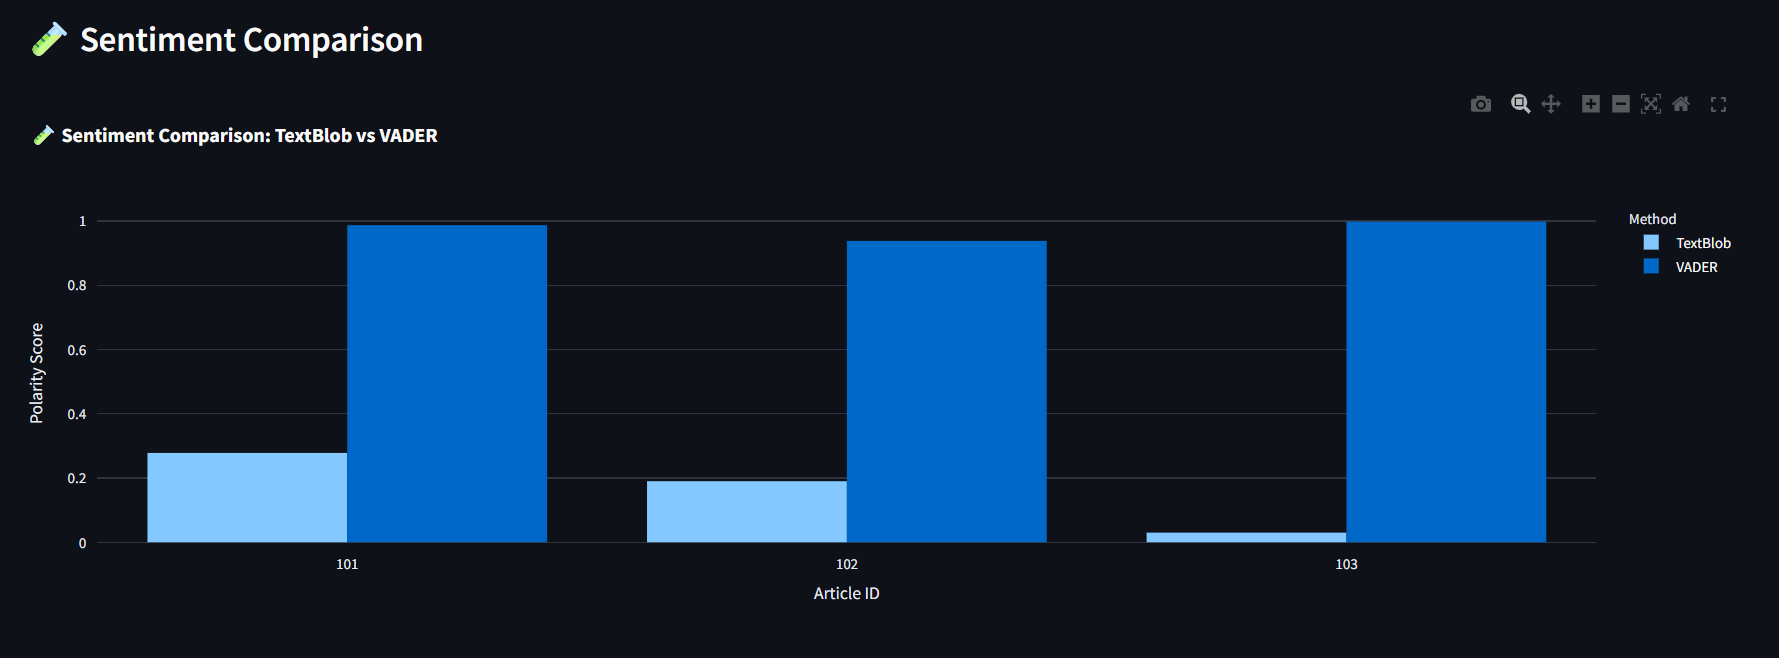 Sentiment Comparison
Sentiment Comparison: TextBlob vs VADER
Polarity Score
1
0.8
0.6
0.4
0.2
0
101
102
103
Article ID
Method
TextBlob
VADER